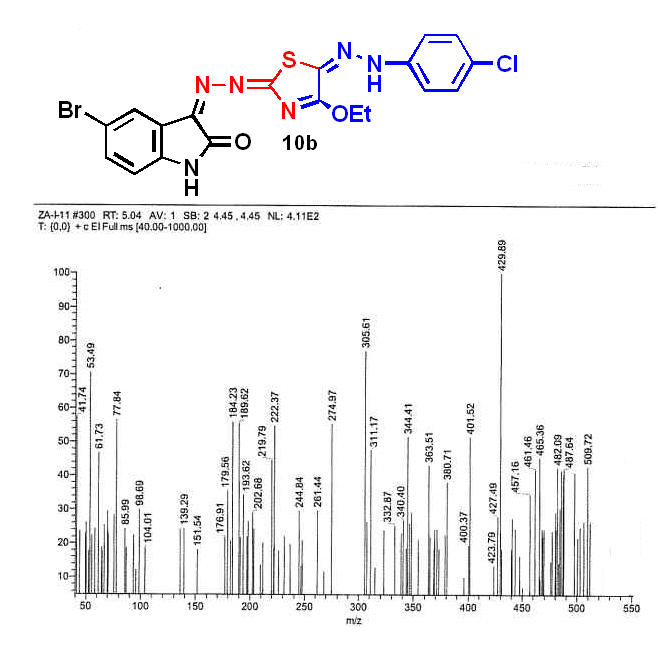 S
N
N
N
N
H
Cl
Br
N
OEt
O
10b
N
H
ZA-I-11 #300 RT: 5.04 AV: 1 SB: 2 4.45 , 4.45 NL: 4.11E2
T: {0,0} + c EI Full ms [40.00-1000.00]
429.89
100
90
80
70
60
50
40
30
20
10
41.74
53.49
61.73
77.84
85.99
98.69
104.01
139.29
151.54
176.91
179.56
184.23
189.62
193.62
202.68
219.79
222.37
244.84
261.44
274.97
305.61
311.17
332.87
340.40
344.41
363.51
380.71
400.37
401.52
423.79
427.49
457.16
461.46
465.36
482.09
487.64
509.72
50 100 150 200 250 300 350 400 450 500 550
m/z